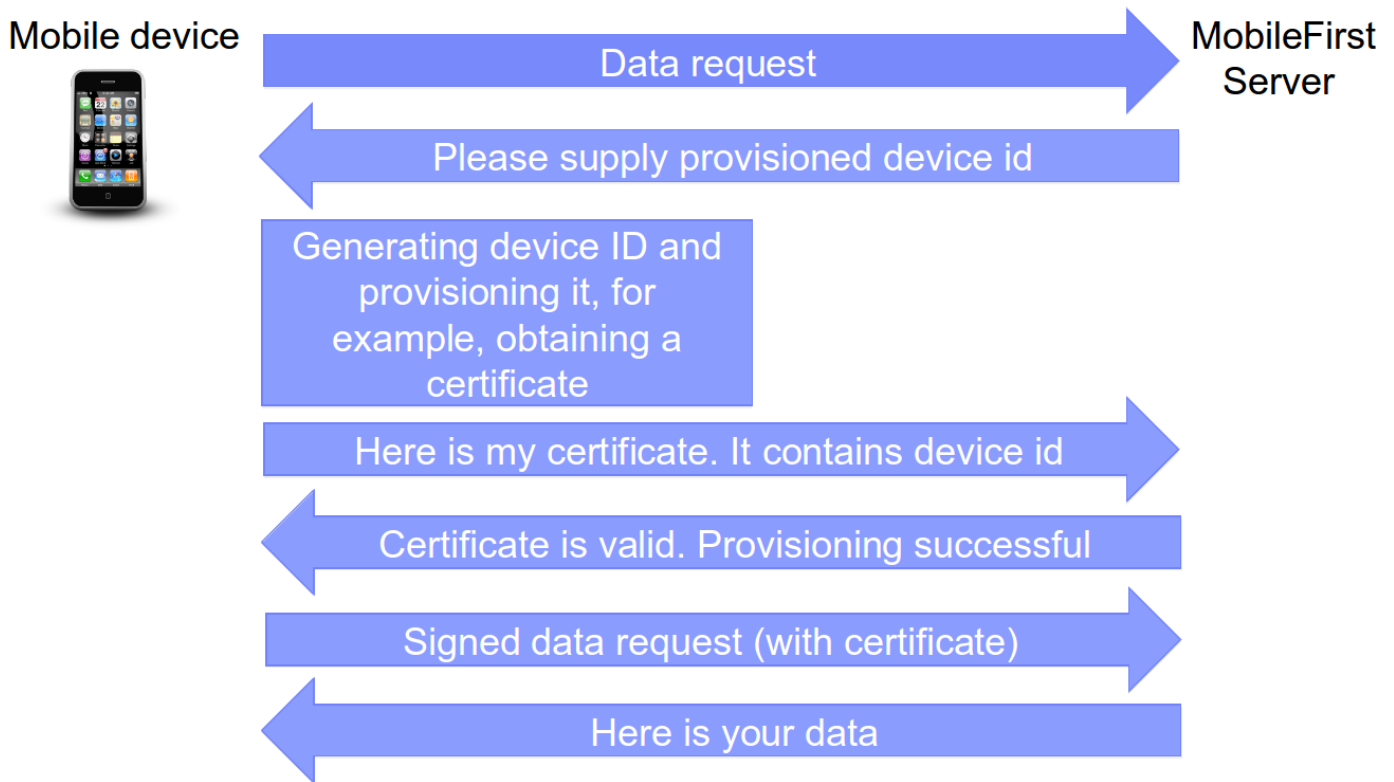 Mobile device
MobileFirst
Server
Data request
Please supply provisioned device id
Generating device ID and
provisioning it, for
example, obtaining a
certificate
Here is my certificate. It contains device id
Certificate is valid. Provisioning successful
Signed data request (with certificate)
Here is your data